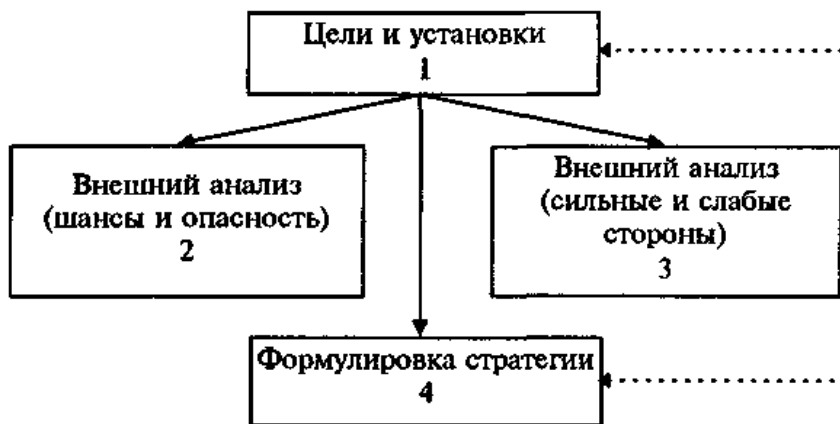 Цели и установки
1
Внешний анализ
(шансы и опасность)
2
Внешний анализ
(сильные и слабые
стороны)
3
Формулировка стратегии
4